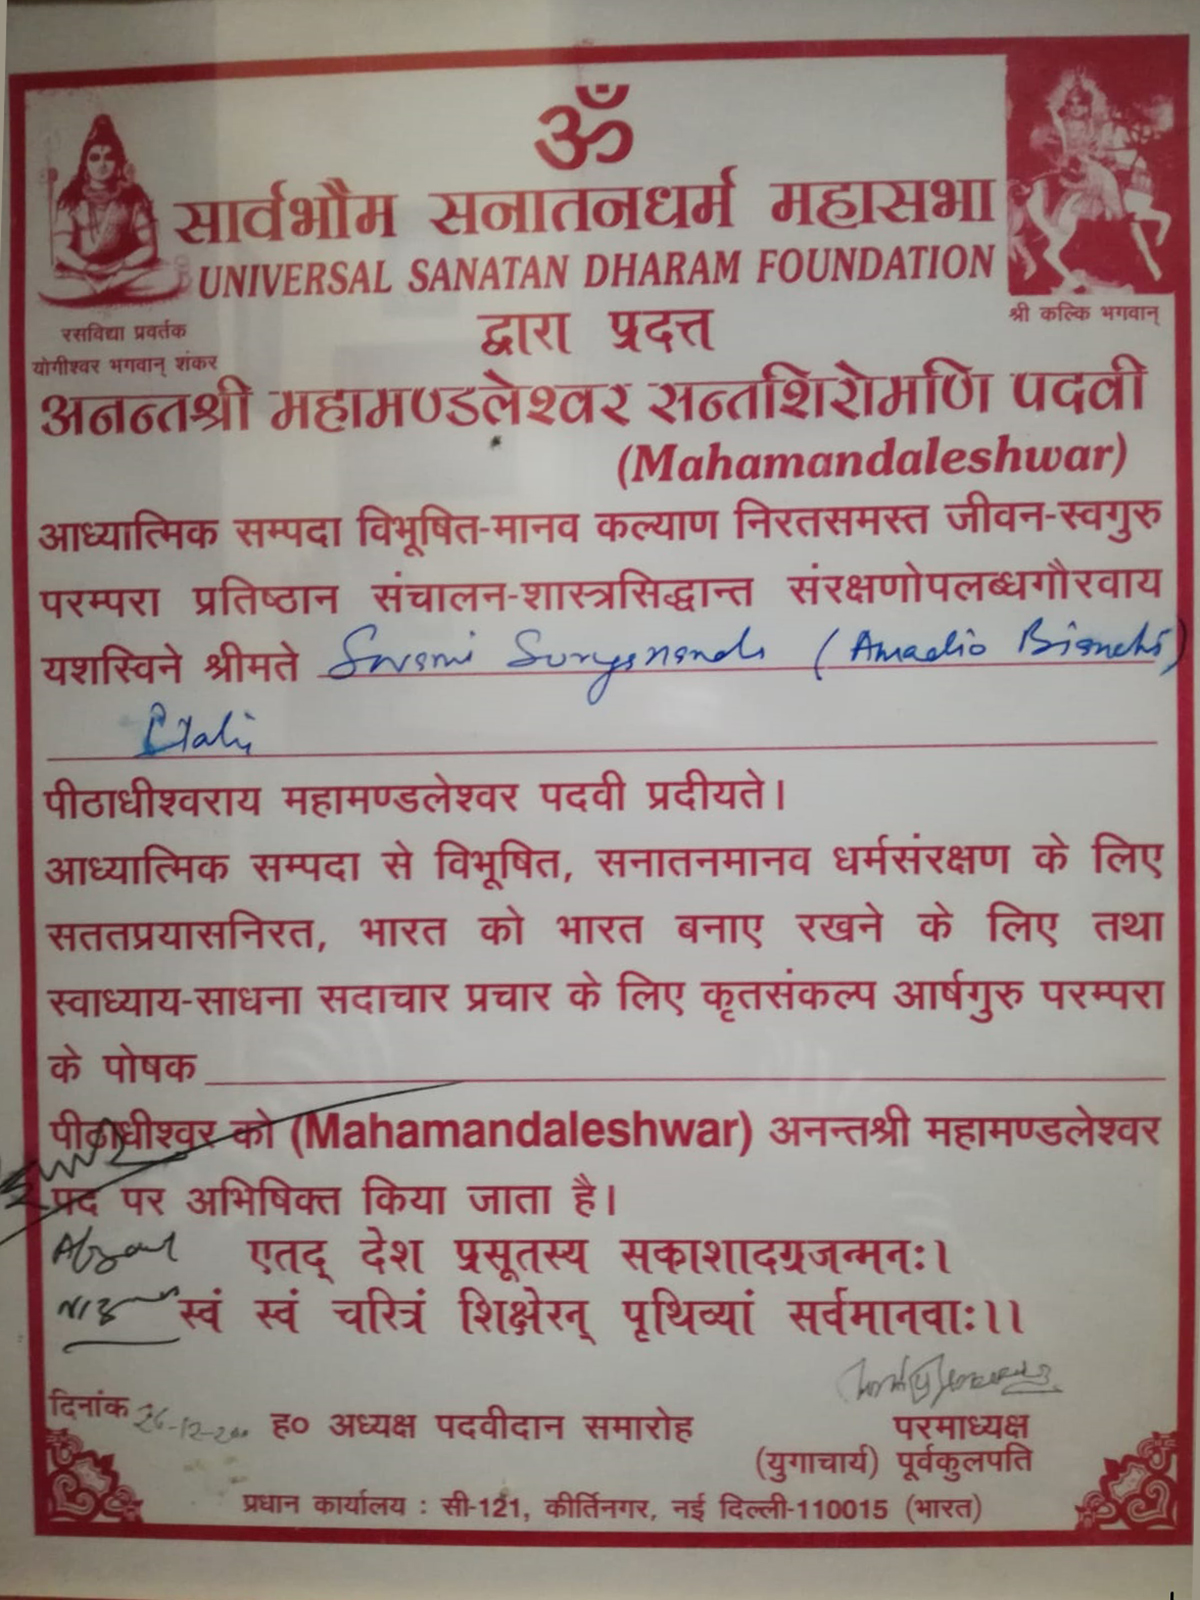 ॐ
सार्वभौम सनातनधर्म महासभा
UNIVERSAL SANATAN DHARAM FOUNDATION
रसविद्या प्रवर्तक
योगीश्वर भगवान् शंकर
श्री कल्कि भगवान्
द्वारा प्रदत्त
अनन्तश्री महामण्डलेश्वर सन्तशिरोमणि पदवी
(Mahamandaleshwar)
आध्यात्मिक सम्पदा विभूषित-मानव कल्याण निरतसमस्त जीवन-स्वगुरु
परम्परा प्रतिष्ठान संचालन-शास्त्रसिद्धान्त संरक्षणोपलब्धगौरवाय
यशस्विने श्रीमते Swami Suryananda (Amadio Bianchi)
Itali
पीठाधीश्वराय महामण्डलेश्वर पदवी प्रदीयते।
आध्यात्मिक सम्पदा से विभूषित, सनातनमानव धर्मसंरक्षण के लिए
सततप्रयासनिरत, भारत को भारत बनाए रखने के लिए तथा
स्वाध्याय-साधना सदाचार प्रचार के लिए कृतसंकल्प आर्षगुरु परम्परा
के पोषक
पीठाधीश्वर को (Mahamandaleshwar) अनन्तश्री महामण्डलेश्वर
पद पर अभिषिक्त किया जाता है।
एतद् देश प्रसूतस्य सकाशादग्रजन्मनः।
स्वं स्वं चरित्रं शिक्षेरन् पृथिव्यां सर्वमानवाः।।
दिनांक ह० अध्यक्ष पदवीदान समारोह परमाध्यक्ष
(युगाचार्य) पूर्वकुलपति
प्रधान कार्यालय : सी-121, कीर्तिनगर, नई दिल्ली-110015 (भारत)